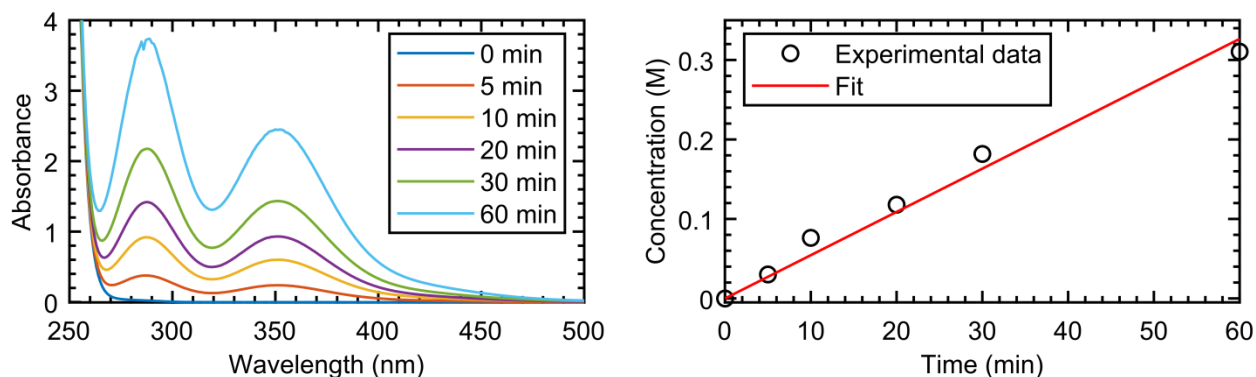 4
3
2
1
0
250
300
350
400
450
500
Absorbance
Wavelength (nm)
0 min
5 min
10 min
20 min
30 min
60 min
0.3
0.2
0.1
0
0
10
20
30
40
50
60
Concentration (M)
Time (min)
Experimental data
Fit